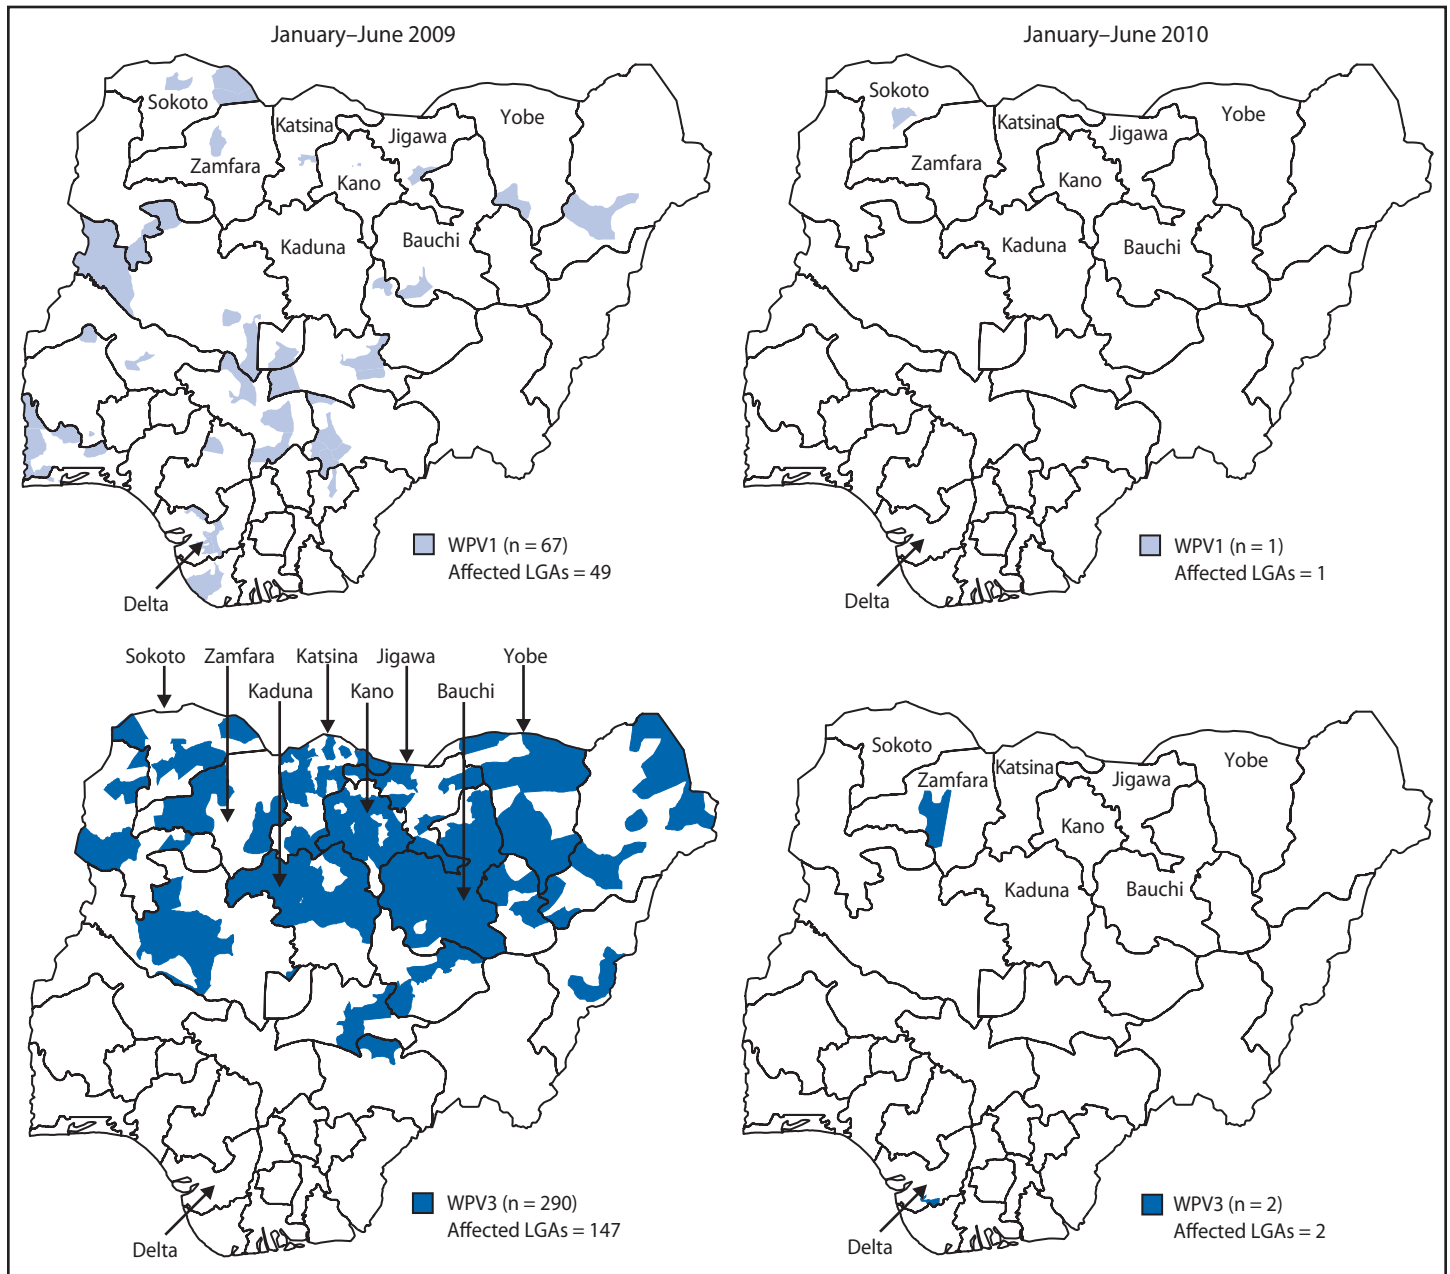 January–June 2009
Sokoto
Katsina
Jigawa
Yobe
Zamfara
Kano
Kaduna
Bauchi
WPV1 (n = 67)
Affected LGAs = 49
Delta
January–June 2010
Sokoto
Katsina
Jigawa
Yobe
Zamfara
Kano
Kaduna
Bauchi
WPV1 (n = 1)
Affected LGAs = 1
Delta
Sokoto
Zamfara
Katsina
Jigawa
Yobe
Kaduna
Kano
Bauchi
WPV3 (n = 290)
Affected LGAs = 147
Delta
Sokoto
Zamfara
Katsina
Jigawa
Yobe
Kano
Kaduna
Bauchi
WPV3 (n = 2)
Affected LGAs = 2
Delta